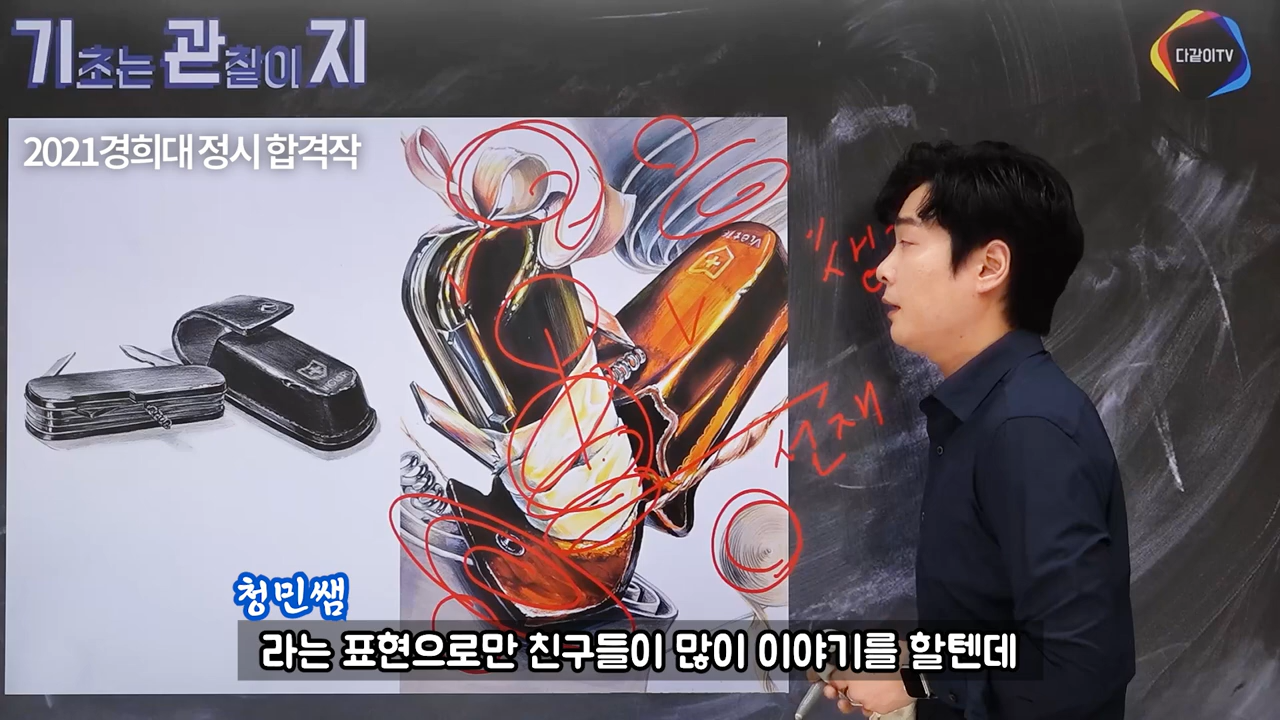 기초는 관찰이지
다같이TV
2021경희대 정시 합격작
선재
청민쌤
라는 표현으로만 친구들이 많이 이야기를 할텐데